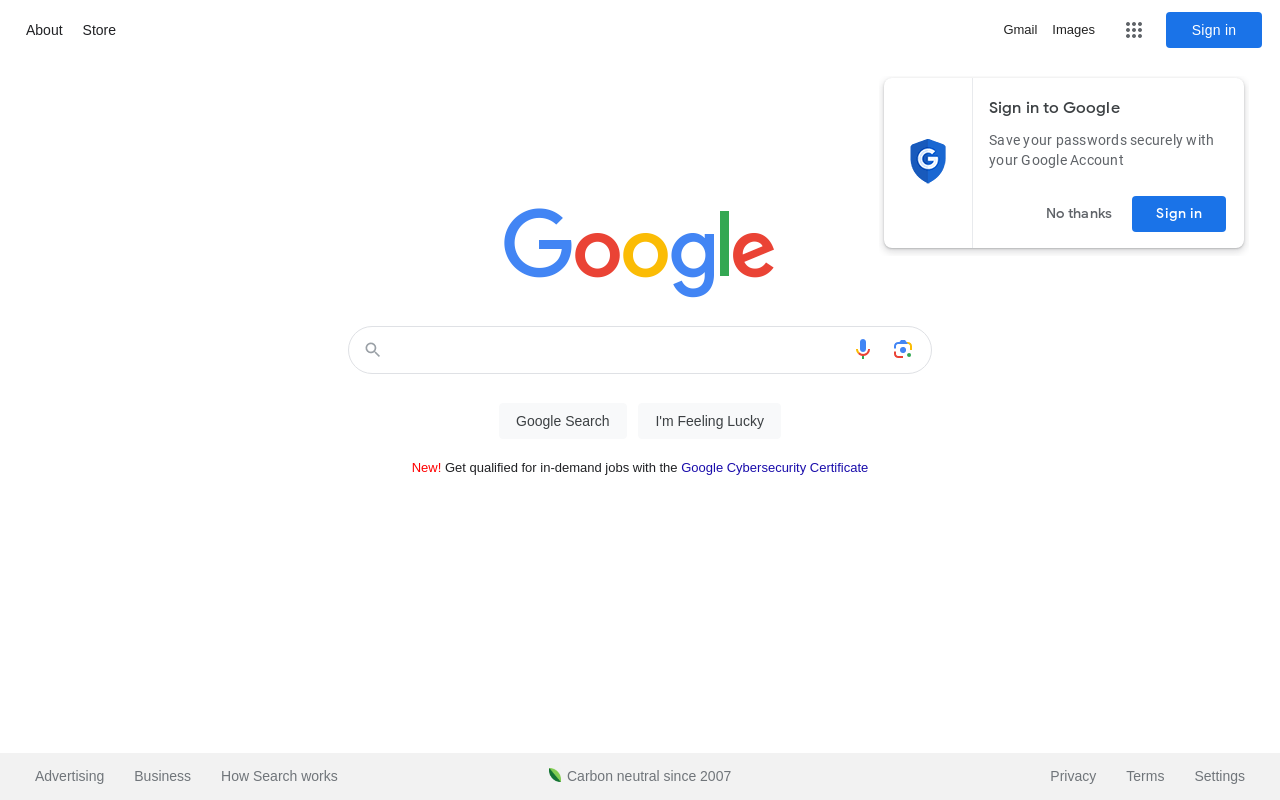 About Store Gmail Images Sign in
Sign in to Google
Save your passwords securely with
your Google Account
No thanks Sign in
Google
Google Search I'm Feeling Lucky
New! Get qualified for in-demand jobs with the Google Cybersecurity Certificate
Advertising Business How Search works Carbon neutral since 2007 Privacy Terms Settings